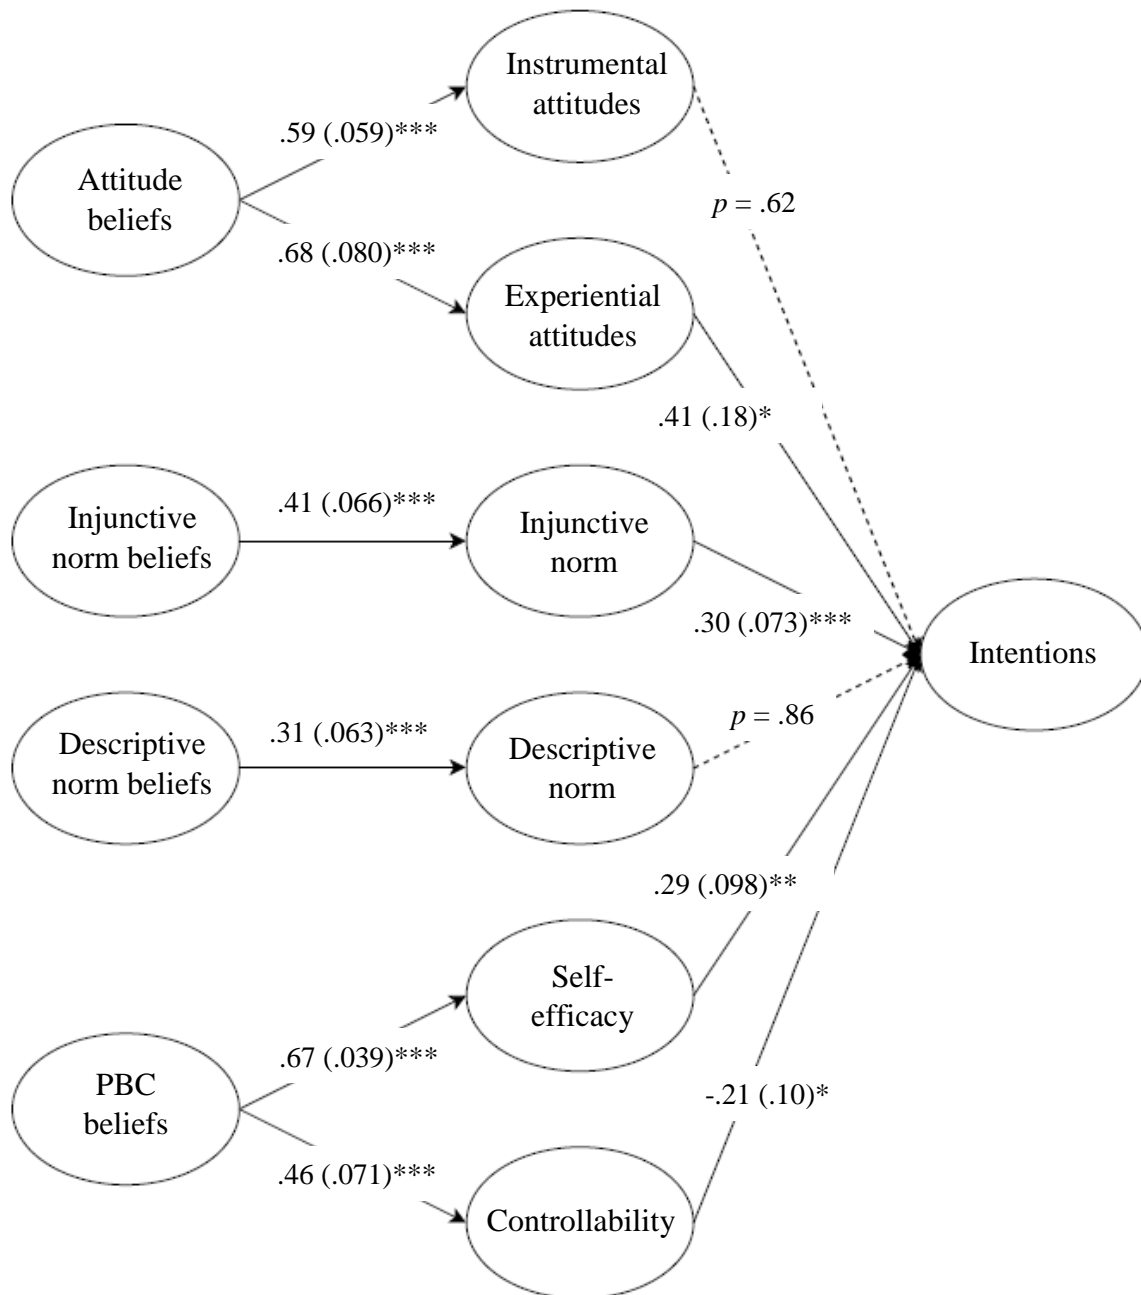 Instrumental
attitudes
.59 (.059)***
Attitude
beliefs
p = .62
.68 (.080)***
Experiential
attitudes
.41 (.18)*
.41 (.066)***
Injunctive
norm beliefs
Injunctive
norm
.30 (.073)***
Intentions
.31 (.063)***
p = .86
Descriptive
norm beliefs
Descriptive
norm
.29 (.098)**
Self-
efficacy
.67 (.039)***
PBC
beliefs
-.21 (.10)*
.46 (.071)***
Controllability